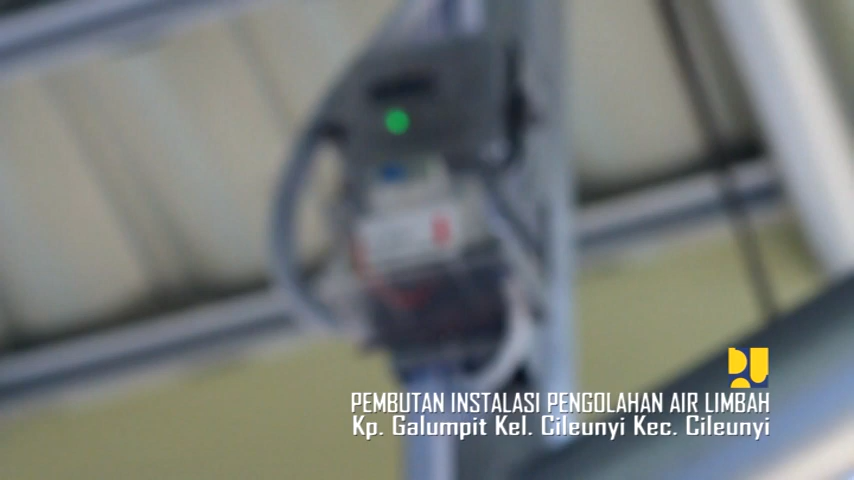 PEMBUTAN INSTALASI PENGOLAHAN AIR LIMBAH
Kp. Galumpit Kel. Cileunyi Kec. Cileunyi